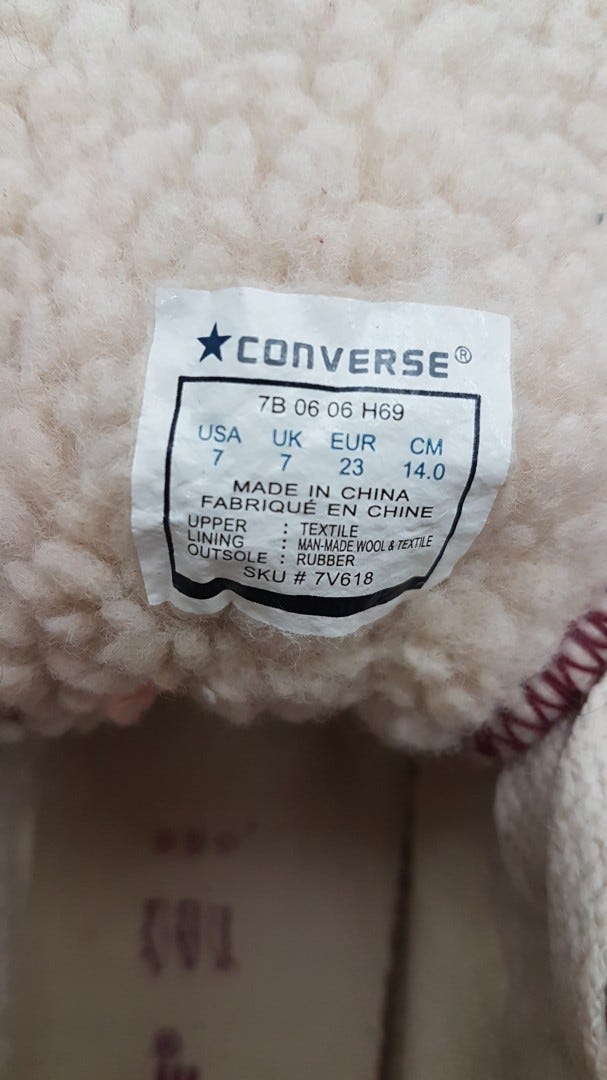 ★CONVERSE®
7B 06 06 H69
USA UK EUR CM
7 7 23 14.0
MADE IN CHINA
FABRIQUÉ EN CHINE
UPPER : TEXTILE
LINING : MAN-MADE WOOL & TEXTILE
OUTSOLE : RUBBER
SKU # 7V618